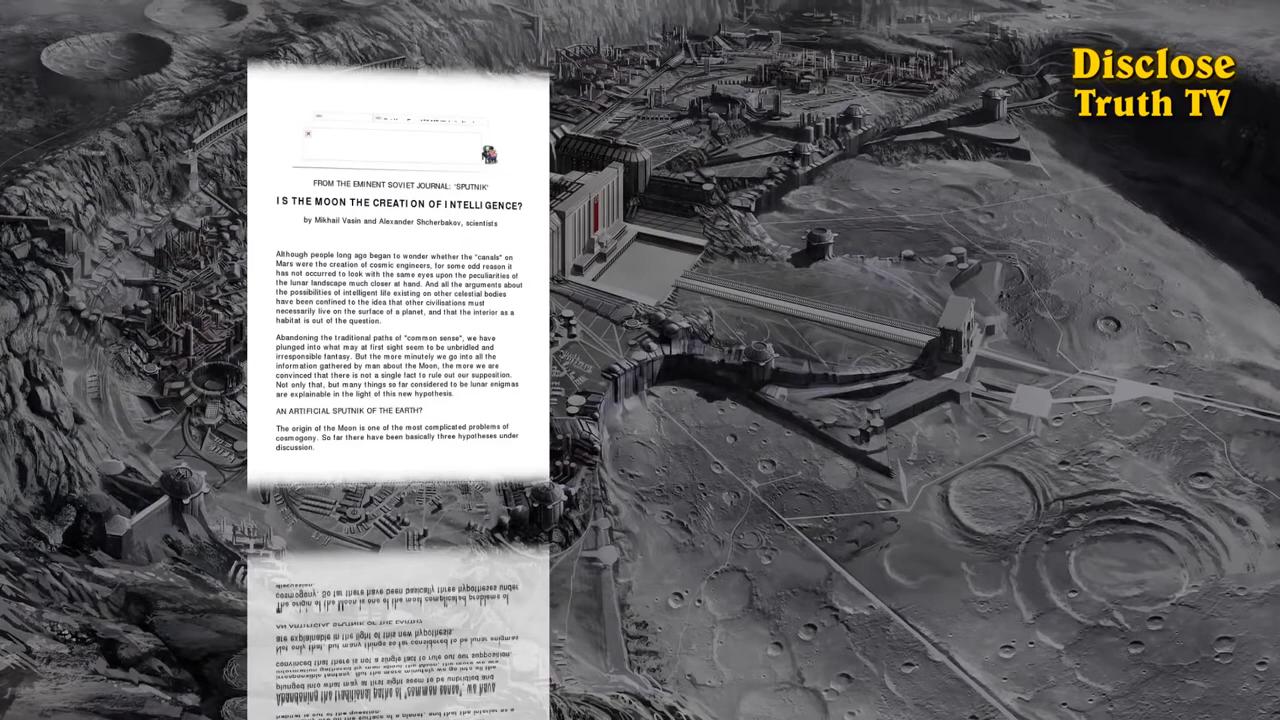 Disclose
Truth TV
FROM THE EMINENT SOVIET JOURNAL: 'SPUTNIK'
IS THE MOON THE CREATION OF INTELLIGENCE?
by Mikhail Vasin and Alexander Shcherbakov, scientists
Although people long ago began to wonder whether the "canals" on
Mars were the creation of cosmic engineers, for some odd reason it
has not occurred to look with the same eyes upon the peculiarities of
the lunar landscape much closer at hand. And all the arguments about
the possibilities of intelligent life existing on other celestial bodies
have been confined to the idea that other civilisations must
necessarily live on the surface of a planet, and that the interior as a
habitat is out of the question.
Abandoning the traditional paths of "common sense", we have
plunged into what may at first sight seem to be unbridled and
irresponsible fantasy. But the more minutely we go into all the
information gathered by man about the Moon, the more we are
convinced that there is not a single fact to rule out our supposition.
Not only that, but many things so far considered to be lunar enigmas
are explainable in the light of this new hypothesis.
AN ARTIFICIAL SPUTNIK OF THE EARTH?
The origin of the Moon is one of the most complicated problems of
cosmogony. So far there have been basically three hypotheses under
discussion.